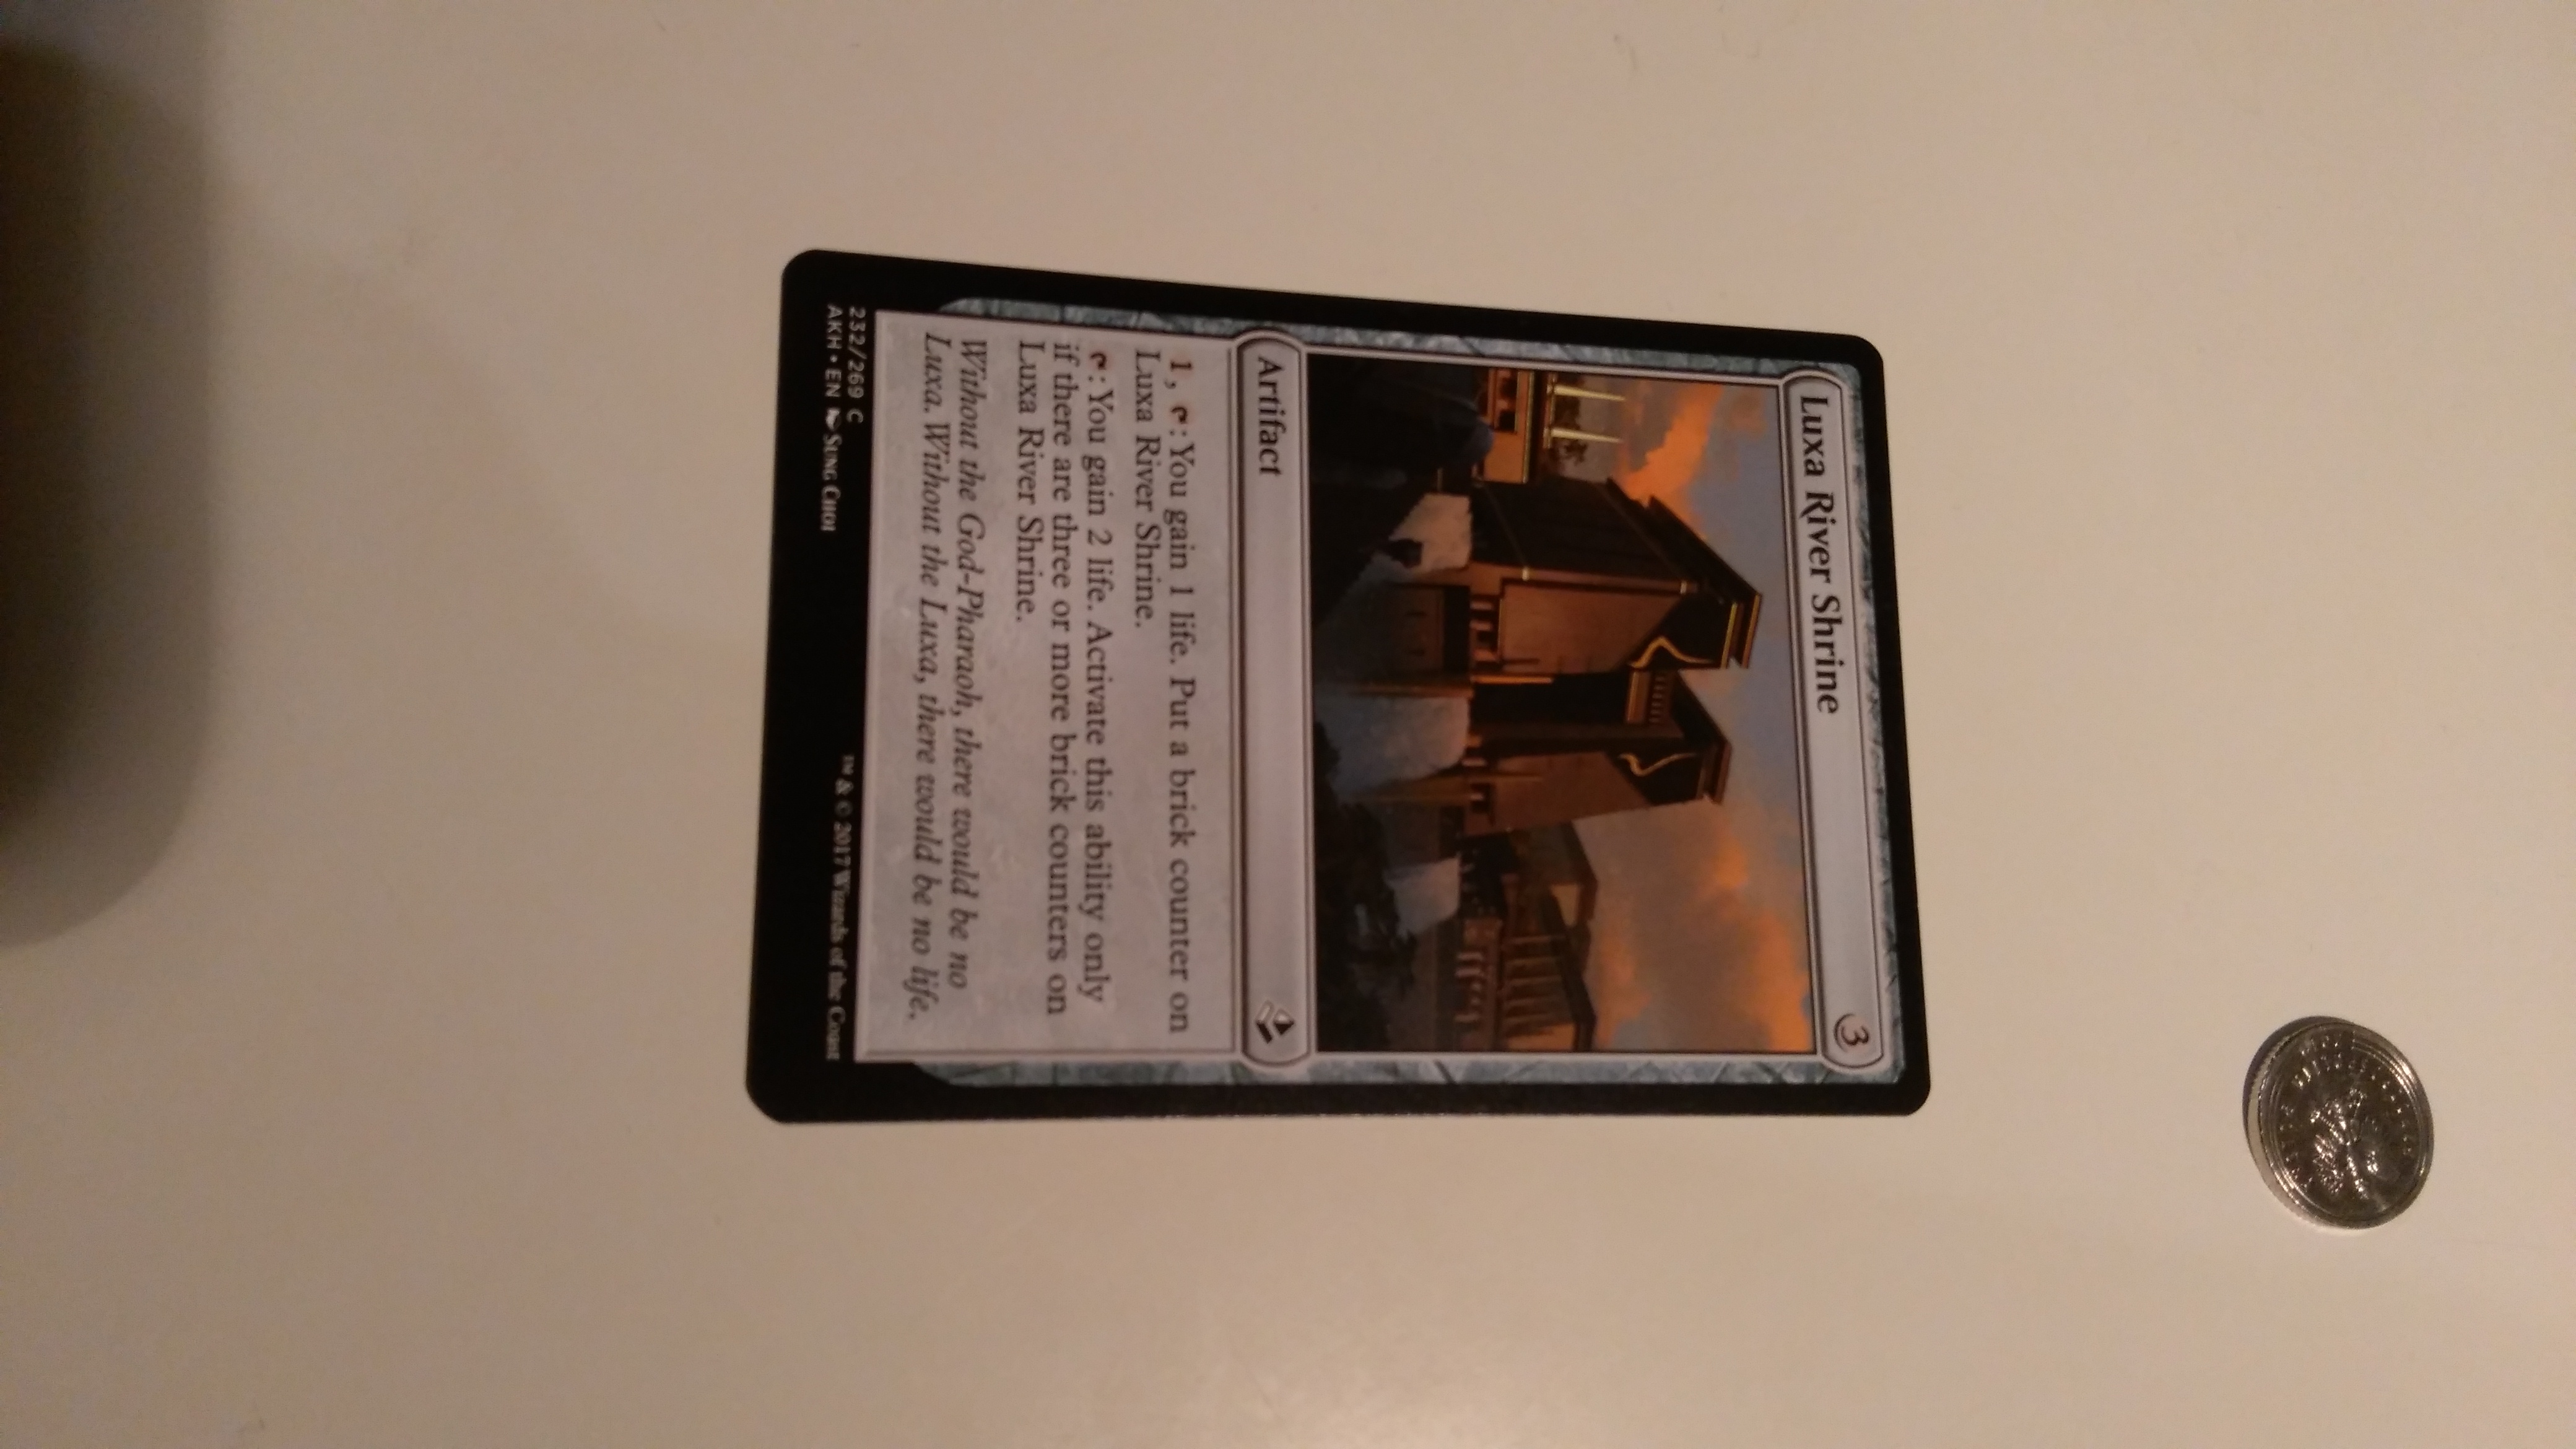 Luxa River Shrine
3
Artifact
1, : You gain 1 life. Put a brick counter on
Luxa River Shrine.
: You gain 2 life. Activate this ability only
if there are three or more brick counters on
Luxa River Shrine.
Without the God-Pharaoh, there would be no
Luxa. Without the Luxa, there would be no life.
232/269 C
AKH • EN SUNG CHOI
™ & © 2017 Wizards of the Coast